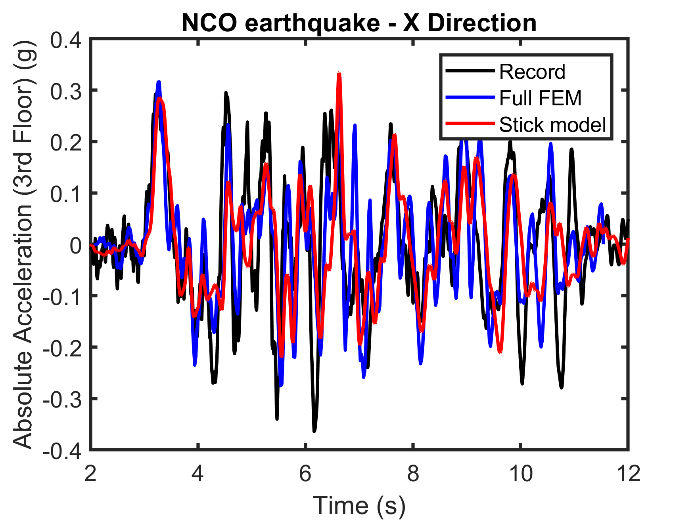 NCO earthquake - X Direction
Absolute Acceleration (3rd Floor) (g)
0.4
0.3
0.2
0.1
0
-0.1
-0.2
-0.3
-0.4
Record
Full FEM
Stick model
2 4 6 8 10 12
Time (s)